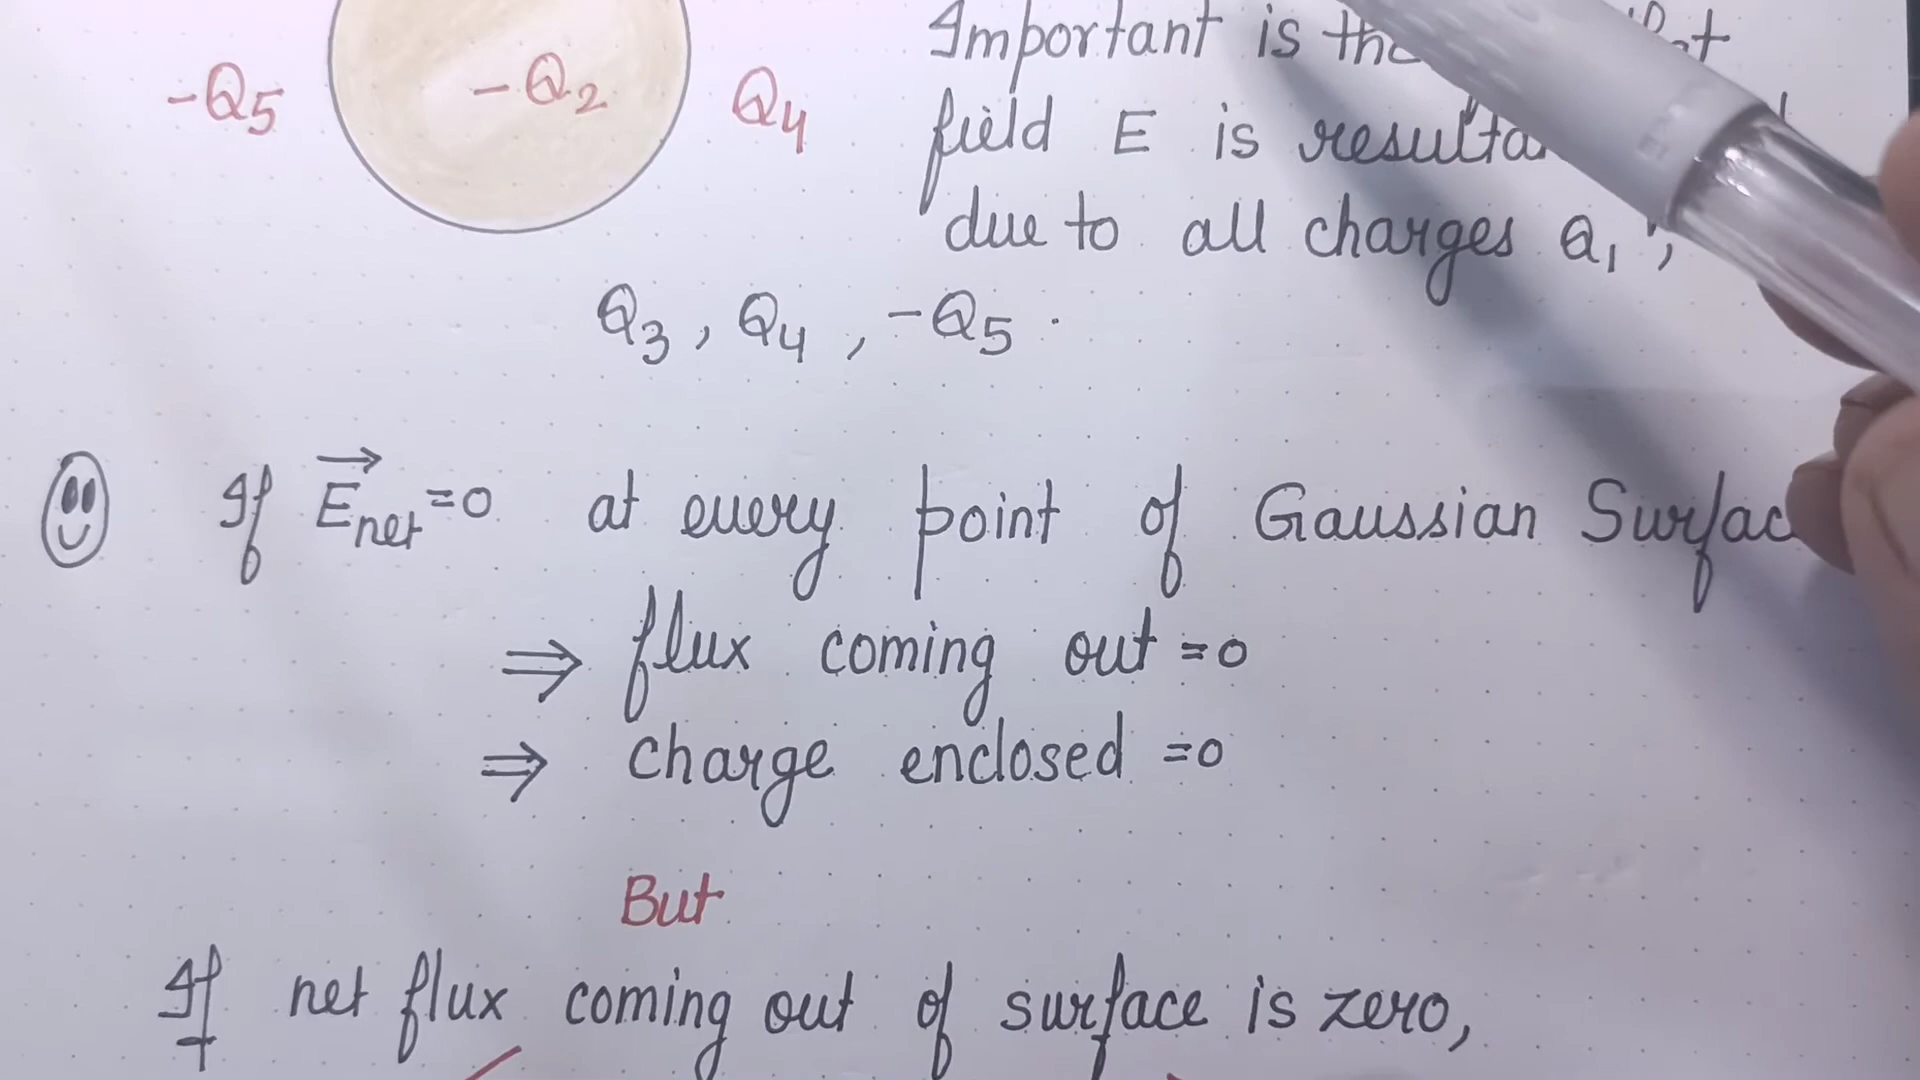 -Q5 -Q2 Q4
Important is
field E is
due to all charges Q1,
Q3, Q4, -Q5.
If Enet=0 at every point of Gaussian
⇒ flux coming out =0
⇒ charge enclosed =0
But
If net flux coming out of surface is zero,